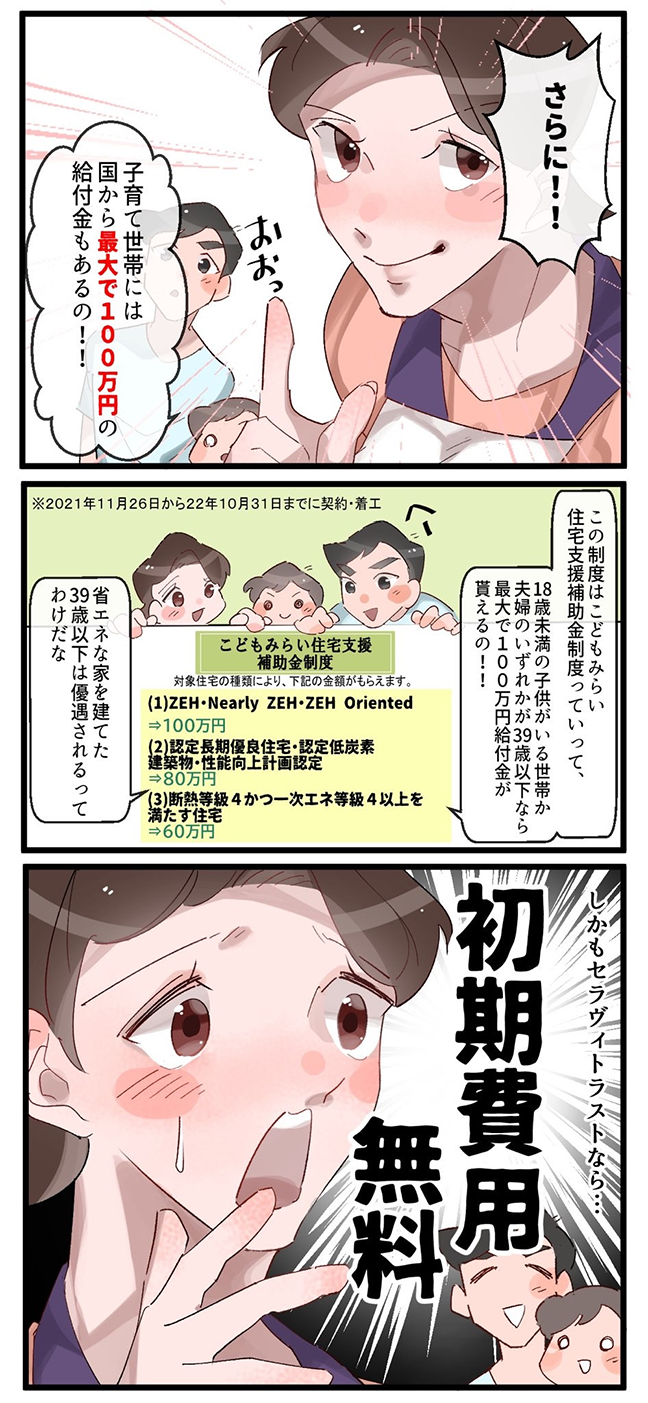 さらに！！
おおっ
子育て世帯には
国から最大で１００万円の
給付金もあるの！！
※2021年11月26日から22年10月31日までに契約・着工
この制度はこどもみらい
住宅支援補助金制度っていって、
18歳未満の子供がいる世帯か
夫婦のいずれかが39歳以下なら
最大で１００万円給付金が
貰えるの！！
へぇ
こどもみらい住宅支援
補助金制度
対象住宅の種類により、下記の金額がもらえます。
(1)ZEH・Nearly ZEH・ZEH Oriented
⇒100万円
(2)認定長期優良住宅・認定低炭素
建築物・性能向上計画認定
⇒80万円
(3)断熱等級４かつ一次エネ等級４以上を
満たす住宅
⇒60万円
省エネな家を建てた
39歳以下は優遇されるって
わけだな
しかもセラヴィトラストなら…
初期費用
無料